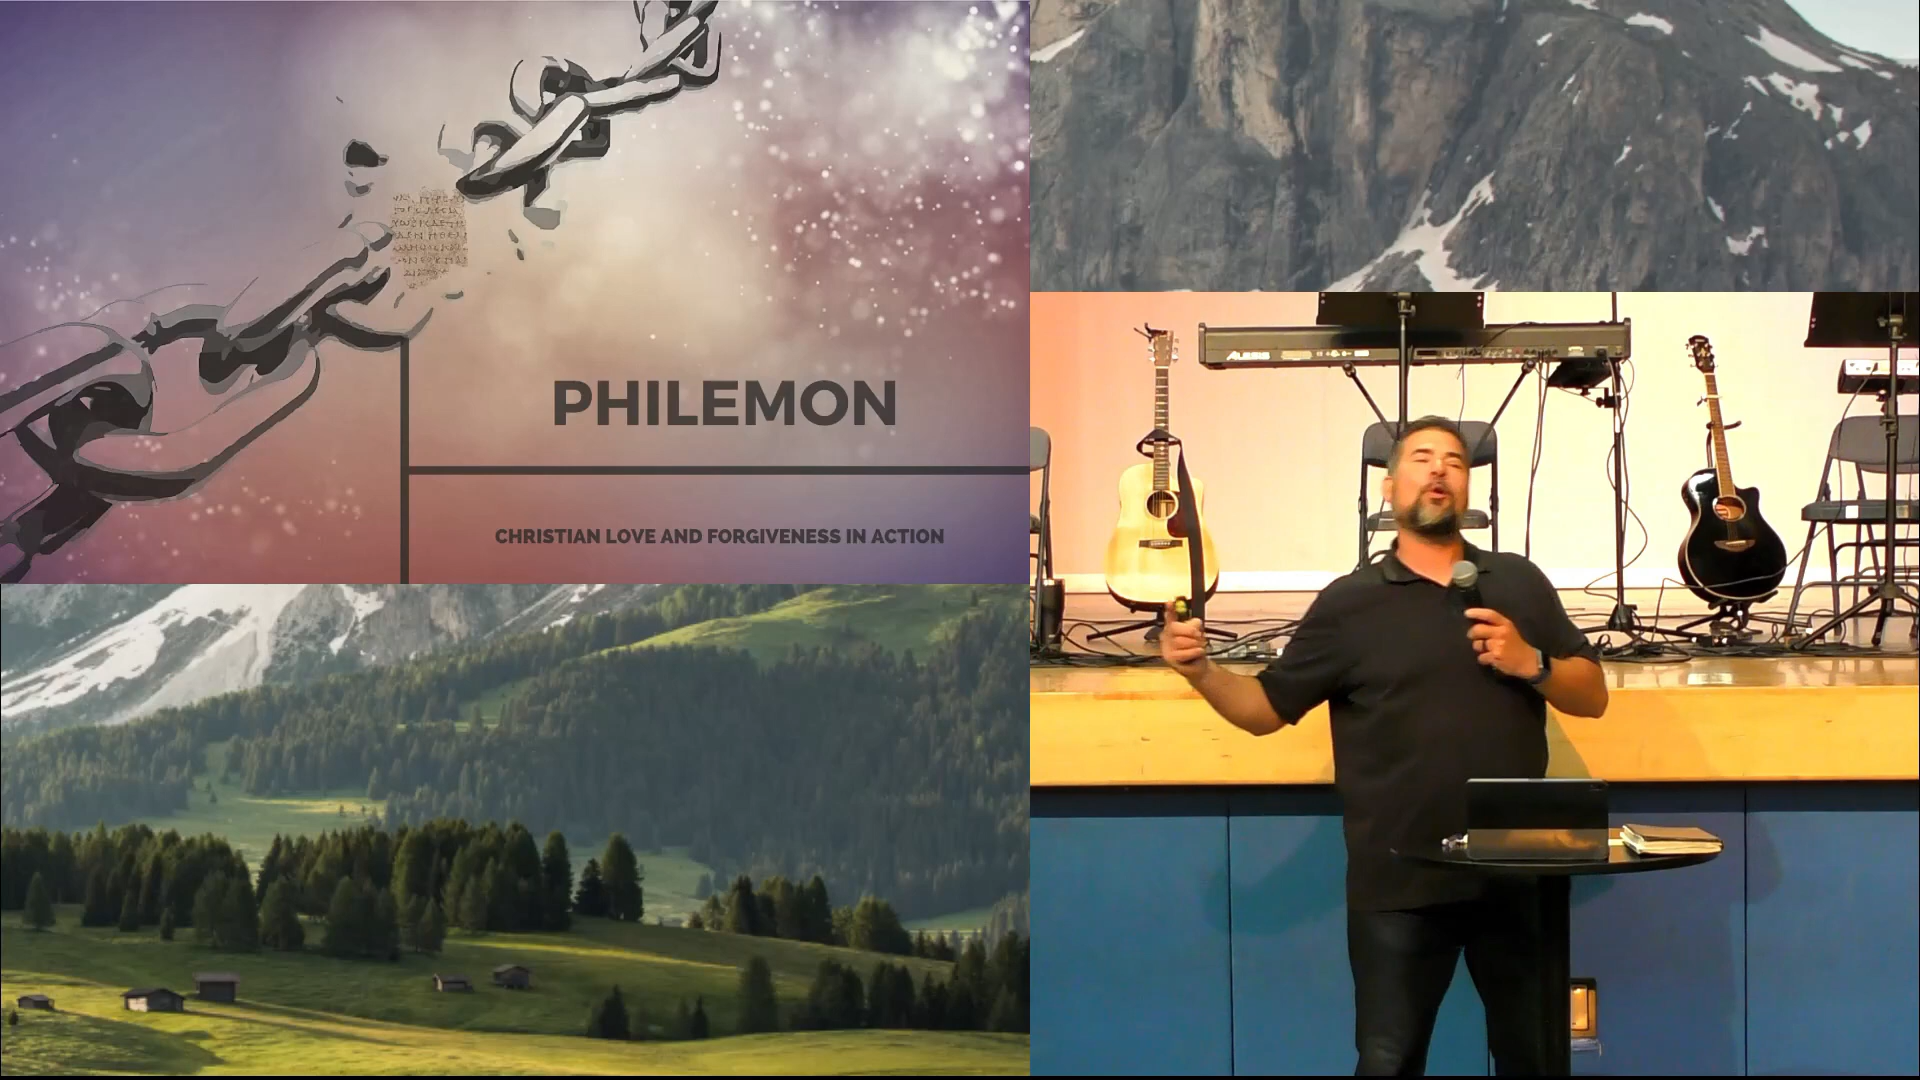 PHILEMON
CHRISTIAN LOVE AND FORGIVENESS IN ACTION
ALESIS